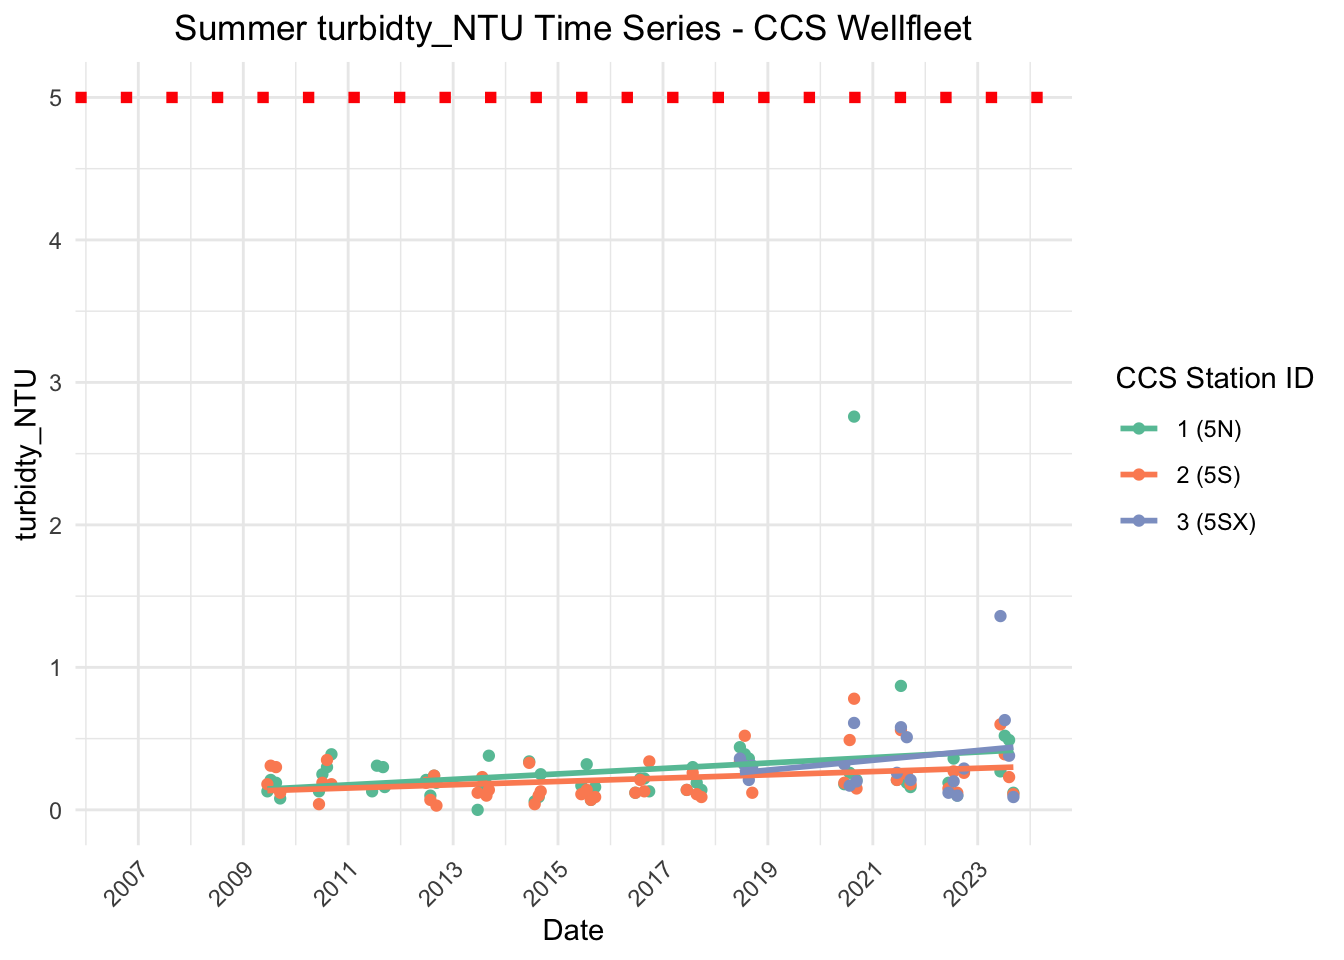 Summer turbidty_NTU Time Series - CCS Wellfleet
5
4
3
2
1
0
turbidty_NTU
2007
2009
2011
2013
2015
2017
2019
2021
2023
Date
CCS Station ID
1 (5N)
2 (5S)
3 (5SX)